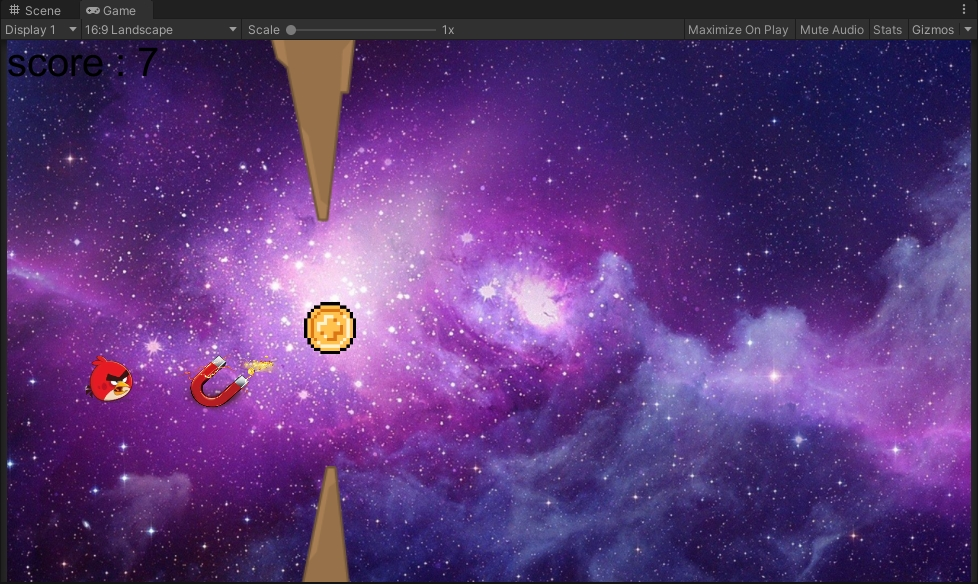 Scene Game
Display 1 16:9 Landscape Scale 1x Maximize On Play Mute Audio Stats Gizmos
score : 7